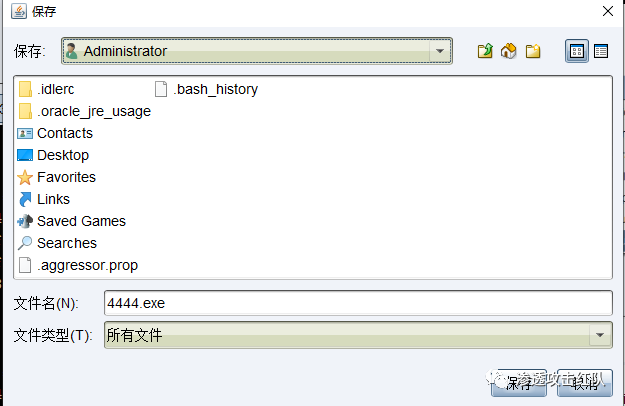 保存
保存: Administrator
.idlerc .bash_history
.oracle_jre_usage
Contacts
Desktop
Favorites
Links
Saved Games
Searches
.aggressor.prop
文件名(N): 4444.exe
文件类型(T): 所有文件
保存 取消
渗透攻击红队